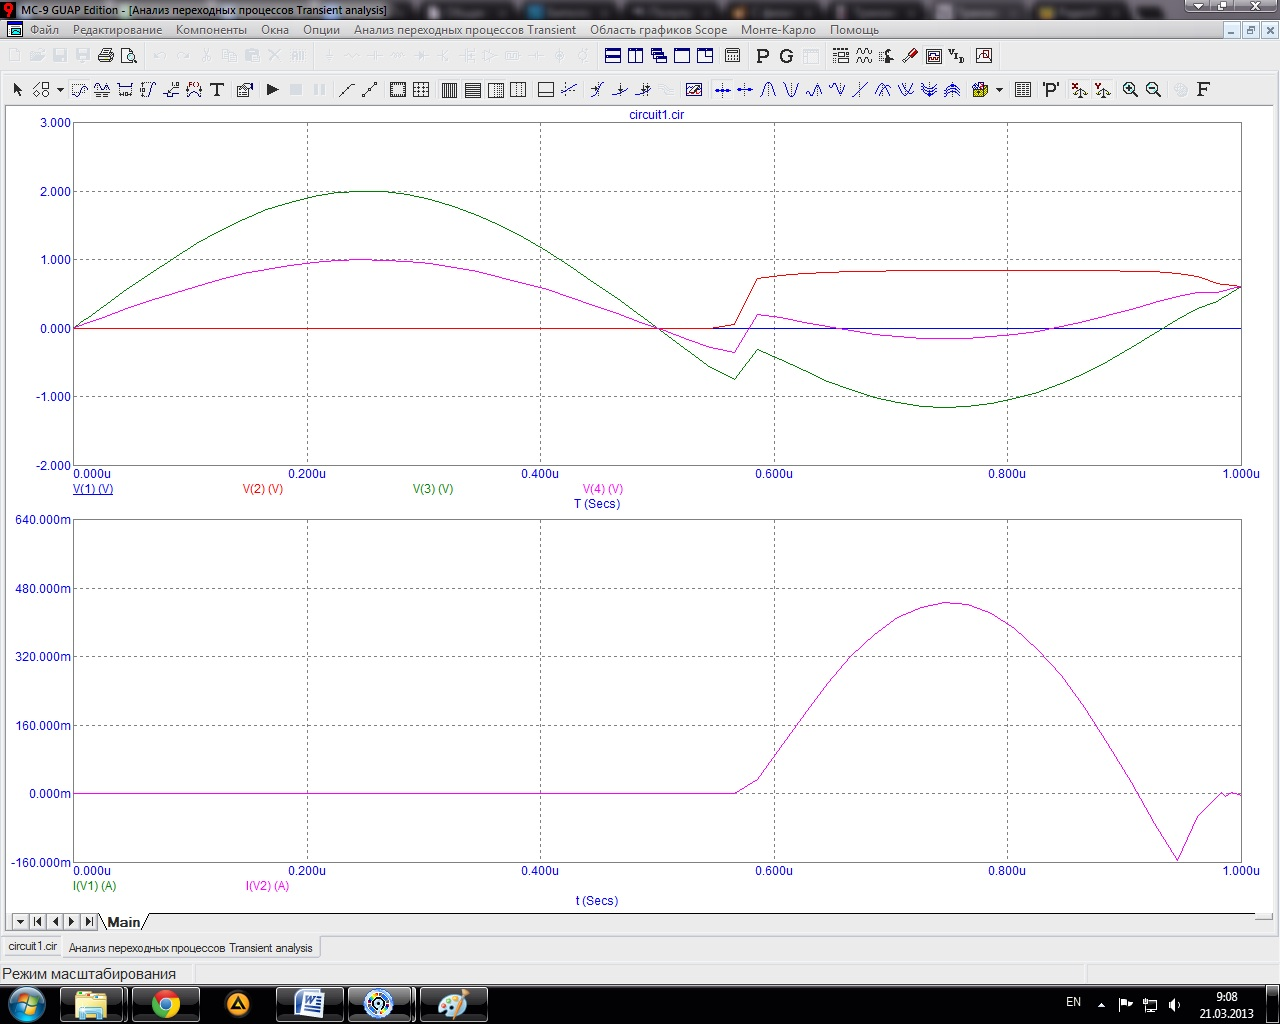 MC-9 GUAP Edition - [Анализ переходных процессов Transient analysis]
Файл Редактирование Компоненты Окна Опции Анализ переходных процессов Transient Область графиков Scope Монте-Карло Помощь
circuit1.cir
3.000
2.000
1.000
0.000
-1.000
-2.000
0.000u 0.200u 0.400u 0.600u 0.800u 1.000u
V(1) (V) V(2) (V) V(3) (V) V(4) (V)
T (Secs)
640.000m
480.000m
320.000m
160.000m
0.000m
-160.000m
0.000u 0.200u 0.400u 0.600u 0.800u 1.000u
I(V1) (A) I(V2) (A)
t (Secs)
Main
circuit1.cir Анализ переходных процессов Transient analysis
Режим масштабирования
EN 9:08
21.03.2013